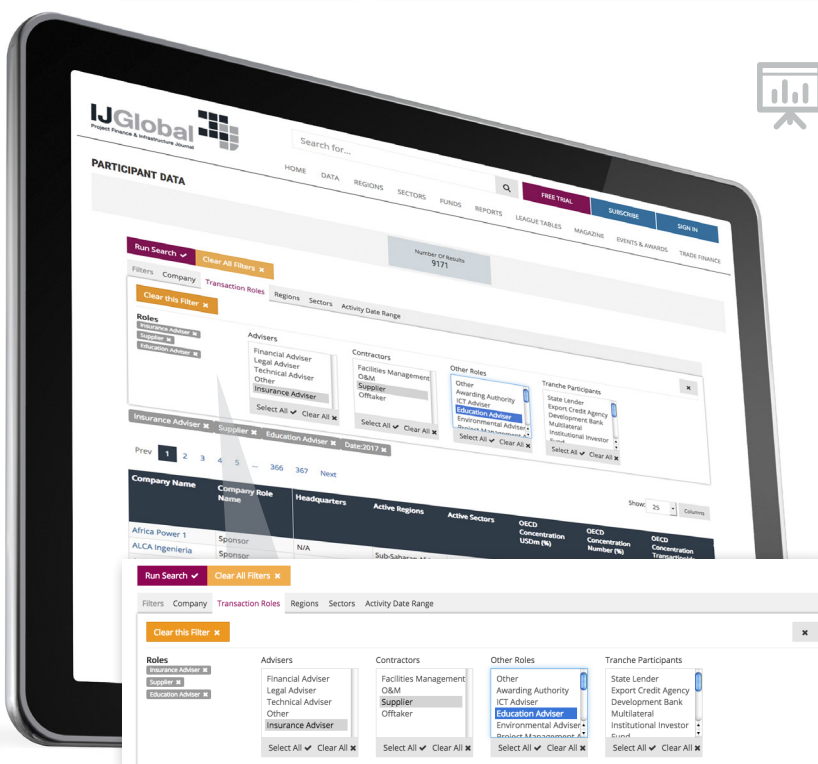 IJGlobal
Project Finance & Infrastructure Journal
Search for...
FREE TRIAL
SUBSCRIBE
SIGN IN
HOME DATA REGIONS SECTORS FUNDS REPORTS LEAGUE TABLES MAGAZINE EVENTS & AWARDS TRADE FINANCE
PARTICIPANT DATA
Number Of Results
9171
Run Search ✔ Clear All Filters ✖
Filters Company Transaction Roles Regions Sectors Activity Date Range
Clear this Filter ✖
✖
Roles
Insurance Adviser ✖
Supplier ✖
Education Adviser ✖
Advisers
Financial Adviser
Legal Adviser
Technical Adviser
Other
Insurance Adviser
Select All ✔ Clear All ✖
Contractors
Facilities Management
O&M
Supplier
Offtaker
Select All ✔ Clear All ✖
Other Roles
Other
Awarding Authority
ICT Adviser
Education Adviser
Environmental Adviser
Project Management A
Select All ✔ Clear All ✖
Tranche Participants
State Lender
Export Credit Agency
Development Bank
Multilateral
Institutional Investor
Fund
Select All ✔ Clear All ✖
Insurance Adviser ✖ Supplier ✖ Education Adviser ✖ Date:2017 ✖
Prev 1 2 3 4 5 ... 366 367 Next
Show: 25 Columns
Company Name
Company Role
Name
Headquarters
Active Regions
Active Sectors
OECD
Concentration
USDm (%)
OECD
Concentration
Number (%)
OECD
Concentration
Africa Power 1 Sponsor N/A Sub-Saharan
ALCA Ingenieria Sponsor
Run Search ✔ Clear All Filters ✖
Filters Company Transaction Roles Regions Sectors Activity Date Range
Clear this Filter ✖
✖
Roles
Insurance Adviser ✖
Supplier ✖
Education Adviser ✖
Advisers
Financial Adviser
Legal Adviser
Technical Adviser
Other
Insurance Adviser
Select All ✔ Clear All ✖
Contractors
Facilities Management
O&M
Supplier
Offtaker
Select All ✔ Clear All ✖
Other Roles
Other
Awarding Authority
ICT Adviser
Education Adviser
Environmental Adviser
Project Management A
Select All ✔ Clear All ✖
Tranche Participants
State Lender
Export Credit Agency
Development Bank
Multilateral
Institutional Investor
Fund
Select All ✔ Clear All ✖